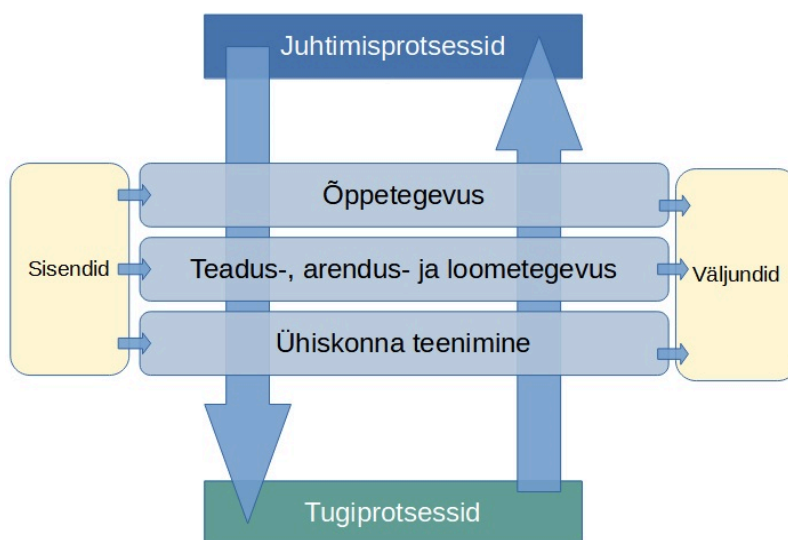 Juhtimisprotsessid
Õppetegevus
Sisendid
Teadus-, arendus- ja loometegevus
Väljundid
Ühiskonna teenimine
Tugiprotsessid